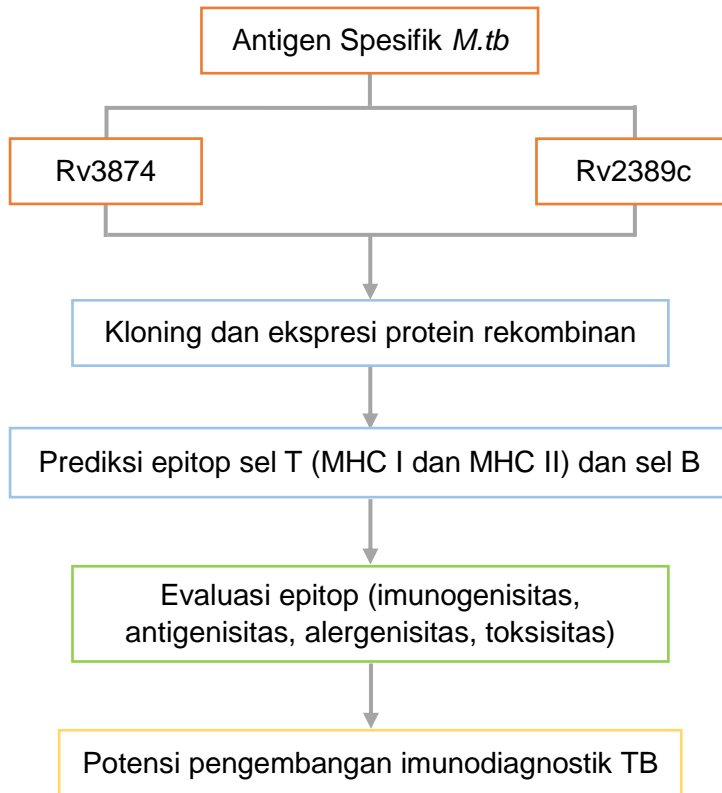 Antigen Spesifik M.tb
Rv3874
Rv2389c
Kloning dan ekspresi protein rekombinan
Prediksi epitop sel T (MHC I dan MHC II) dan sel B
Evaluasi epitop (imunogenisitas,
antigenisitas, alergenisitas, toksisitas)
Potensi pengembangan imunodiagnostik TB